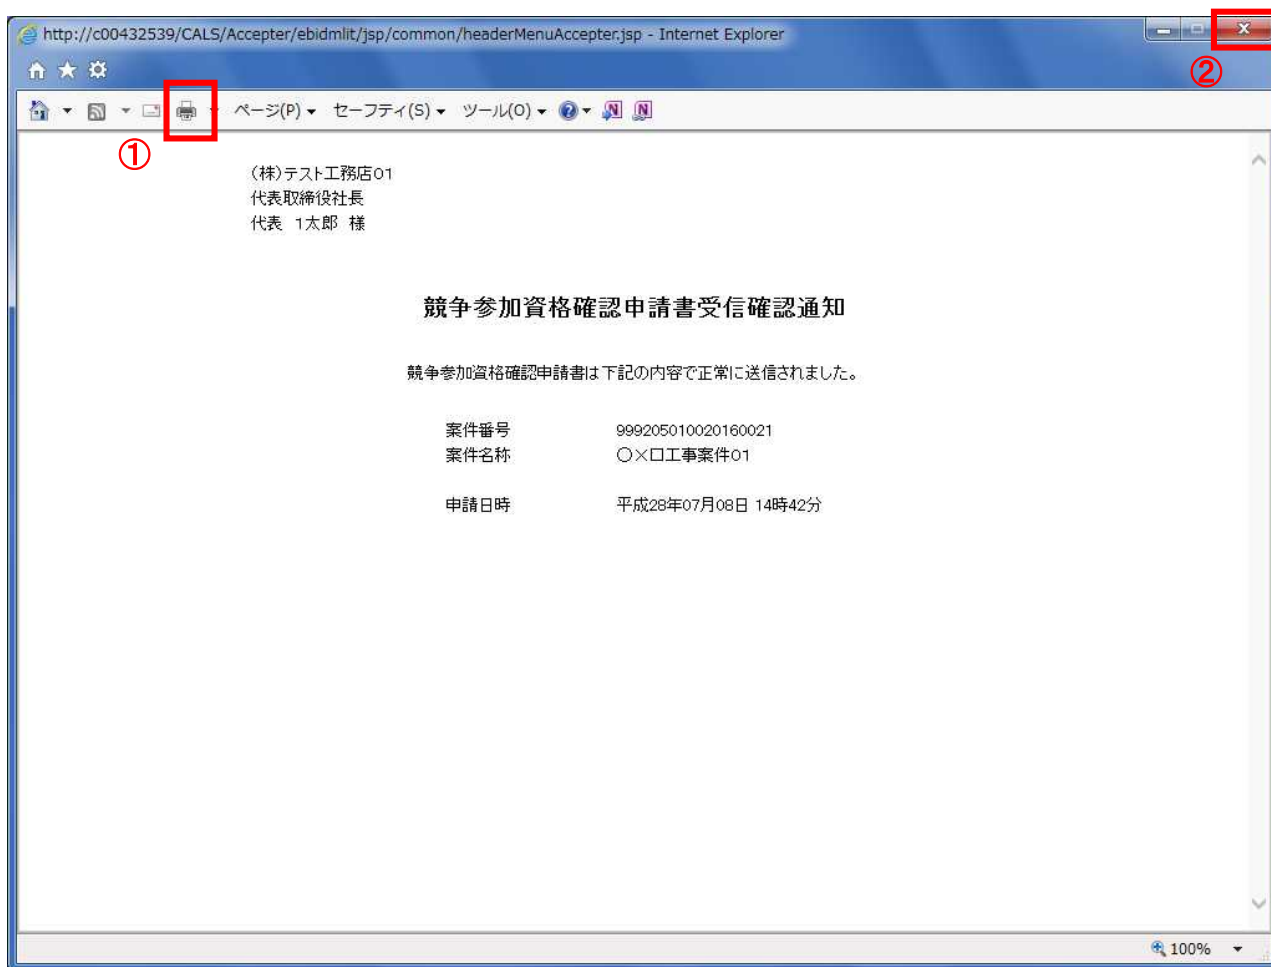 http://c00432539/CALS/Accepter/ebidmlit/jsp/common/headerMenuAccepter.jsp - Internet Explorer
②
ページ(P) セーフティ(S) ツール(O)
①
(株)テスト工務店01
代表取締役社長
代表 1太郎 様
競争参加資格確認申請書受信確認通知
競争参加資格確認申請書は下記の内容で正常に送信されました。
案件番号 999205010020160021
案件名称 〇×口工事案件01
申請日時 平成28年07月08日 14時42分
100%